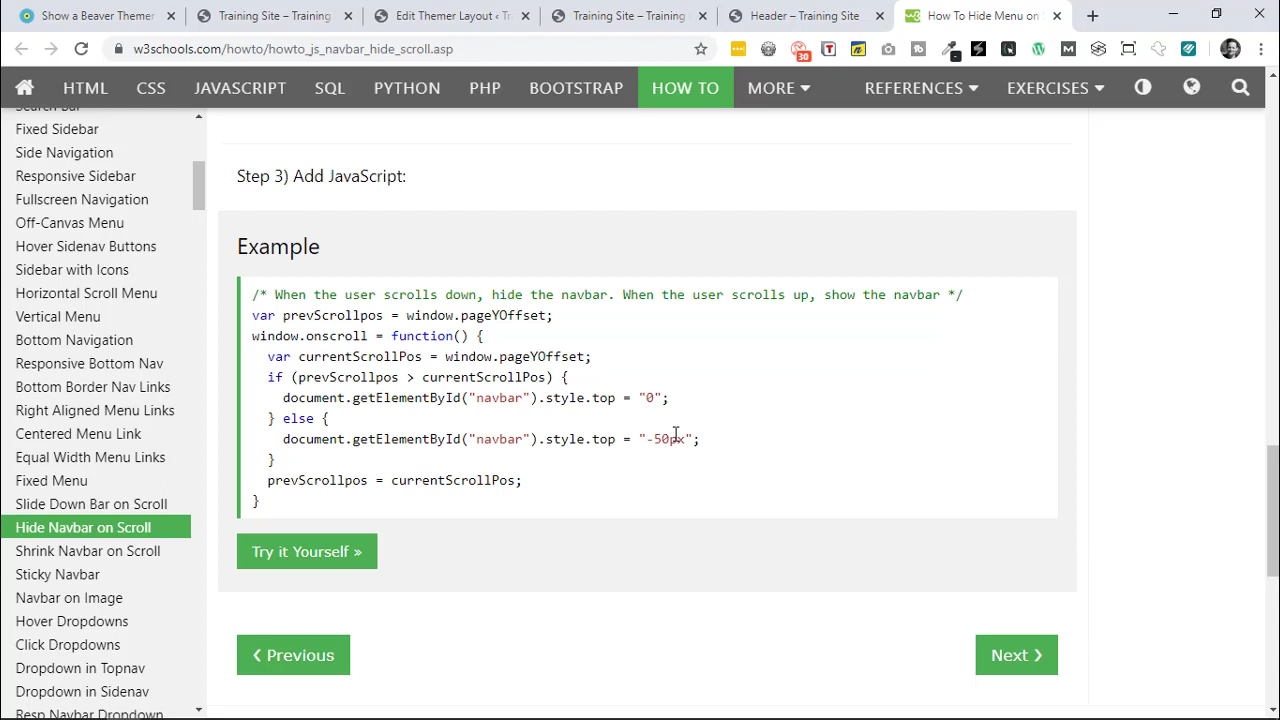 Show a Beaver Themer
Training Site – Training
Edit Themer Layout ‹ T
Training Site – Training
Header – Training Site
How To Hide Menu on
w3schools.com/howto/howto_js_navbar_hide_scroll.asp
30
HTML
CSS
JAVASCRIPT
SQL
PYTHON
PHP
BOOTSTRAP
HOW TO
MORE
REFERENCES
EXERCISES
Search Bar
Fixed Sidebar
Side Navigation
Responsive Sidebar
Fullscreen Navigation
Off-Canvas Menu
Hover Sidenav Buttons
Sidebar with Icons
Horizontal Scroll Menu
Vertical Menu
Bottom Navigation
Responsive Bottom Nav
Bottom Border Nav Links
Right Aligned Menu Links
Centered Menu Link
Equal Width Menu Links
Fixed Menu
Slide Down Bar on Scroll
Hide Navbar on Scroll
Shrink Navbar on Scroll
Sticky Navbar
Navbar on Image
Hover Dropdowns
Click Dropdowns
Dropdown in Topnav
Dropdown in Sidenav
Resp Navbar Dropdown
Step 3) Add JavaScript:
Example
/* When the user scrolls down, hide the navbar. When the user scrolls up, show the navbar */
var prevScrollpos = window.pageYOffset;
window.onscroll = function() {
var currentScrollPos = window.pageYOffset;
if (prevScrollpos > currentScrollPos) {
document.getElementById("navbar").style.top = "0";
} else {
document.getElementById("navbar").style.top = "-50px";
}
prevScrollpos = currentScrollPos;
}
Try it Yourself »
❮ Previous
Next ❯